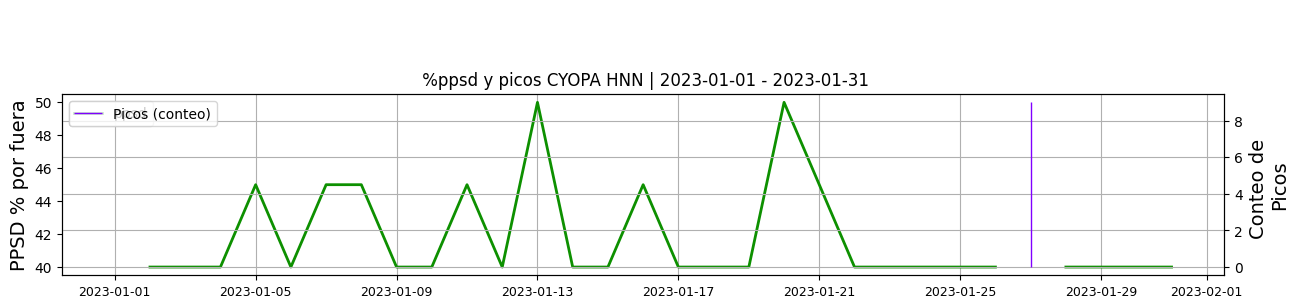 %ppsd y picos CYOPA HNN | 2023-01-01 - 2023-01-31
Picos (conteo)
PPSD % por fuera
50
48
46
44
42
40
8
6
4
2
0
Conteo de
Picos
2023-01-01 2023-01-05 2023-01-09 2023-01-13 2023-01-17 2023-01-21 2023-01-25 2023-01-29 2023-02-01